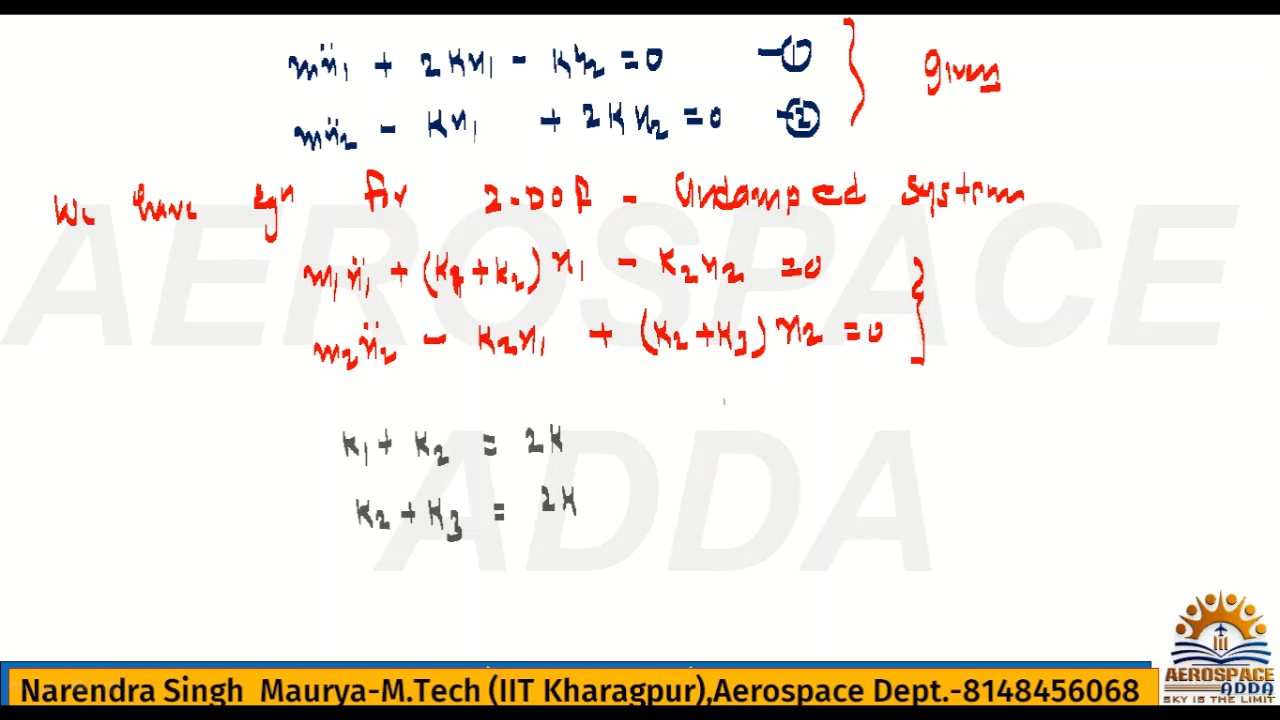 mẍ₁ + 2Kx₁ - Kx₂ = 0 -①
mẍ₂ - Kx₁ + 2Kx₂ = 0 -②
given
We have eqn for 2-DOF - Undamped system
m₁ẍ₁ + (K₁+K₂)x₁ - K₂x₂ = 0
m₂ẍ₂ - K₂x₁ + (K₂+K₃)x₂ = 0
K₁ + K₂ = 2K
K₂ + K₃ = 2K
AEROSPACE
ADDA
AEROSPACE
ADDA
SKY IS THE LIMIT
Narendra Singh Maurya-M.Tech (IIT Kharagpur),Aerospace Dept.-8148456068